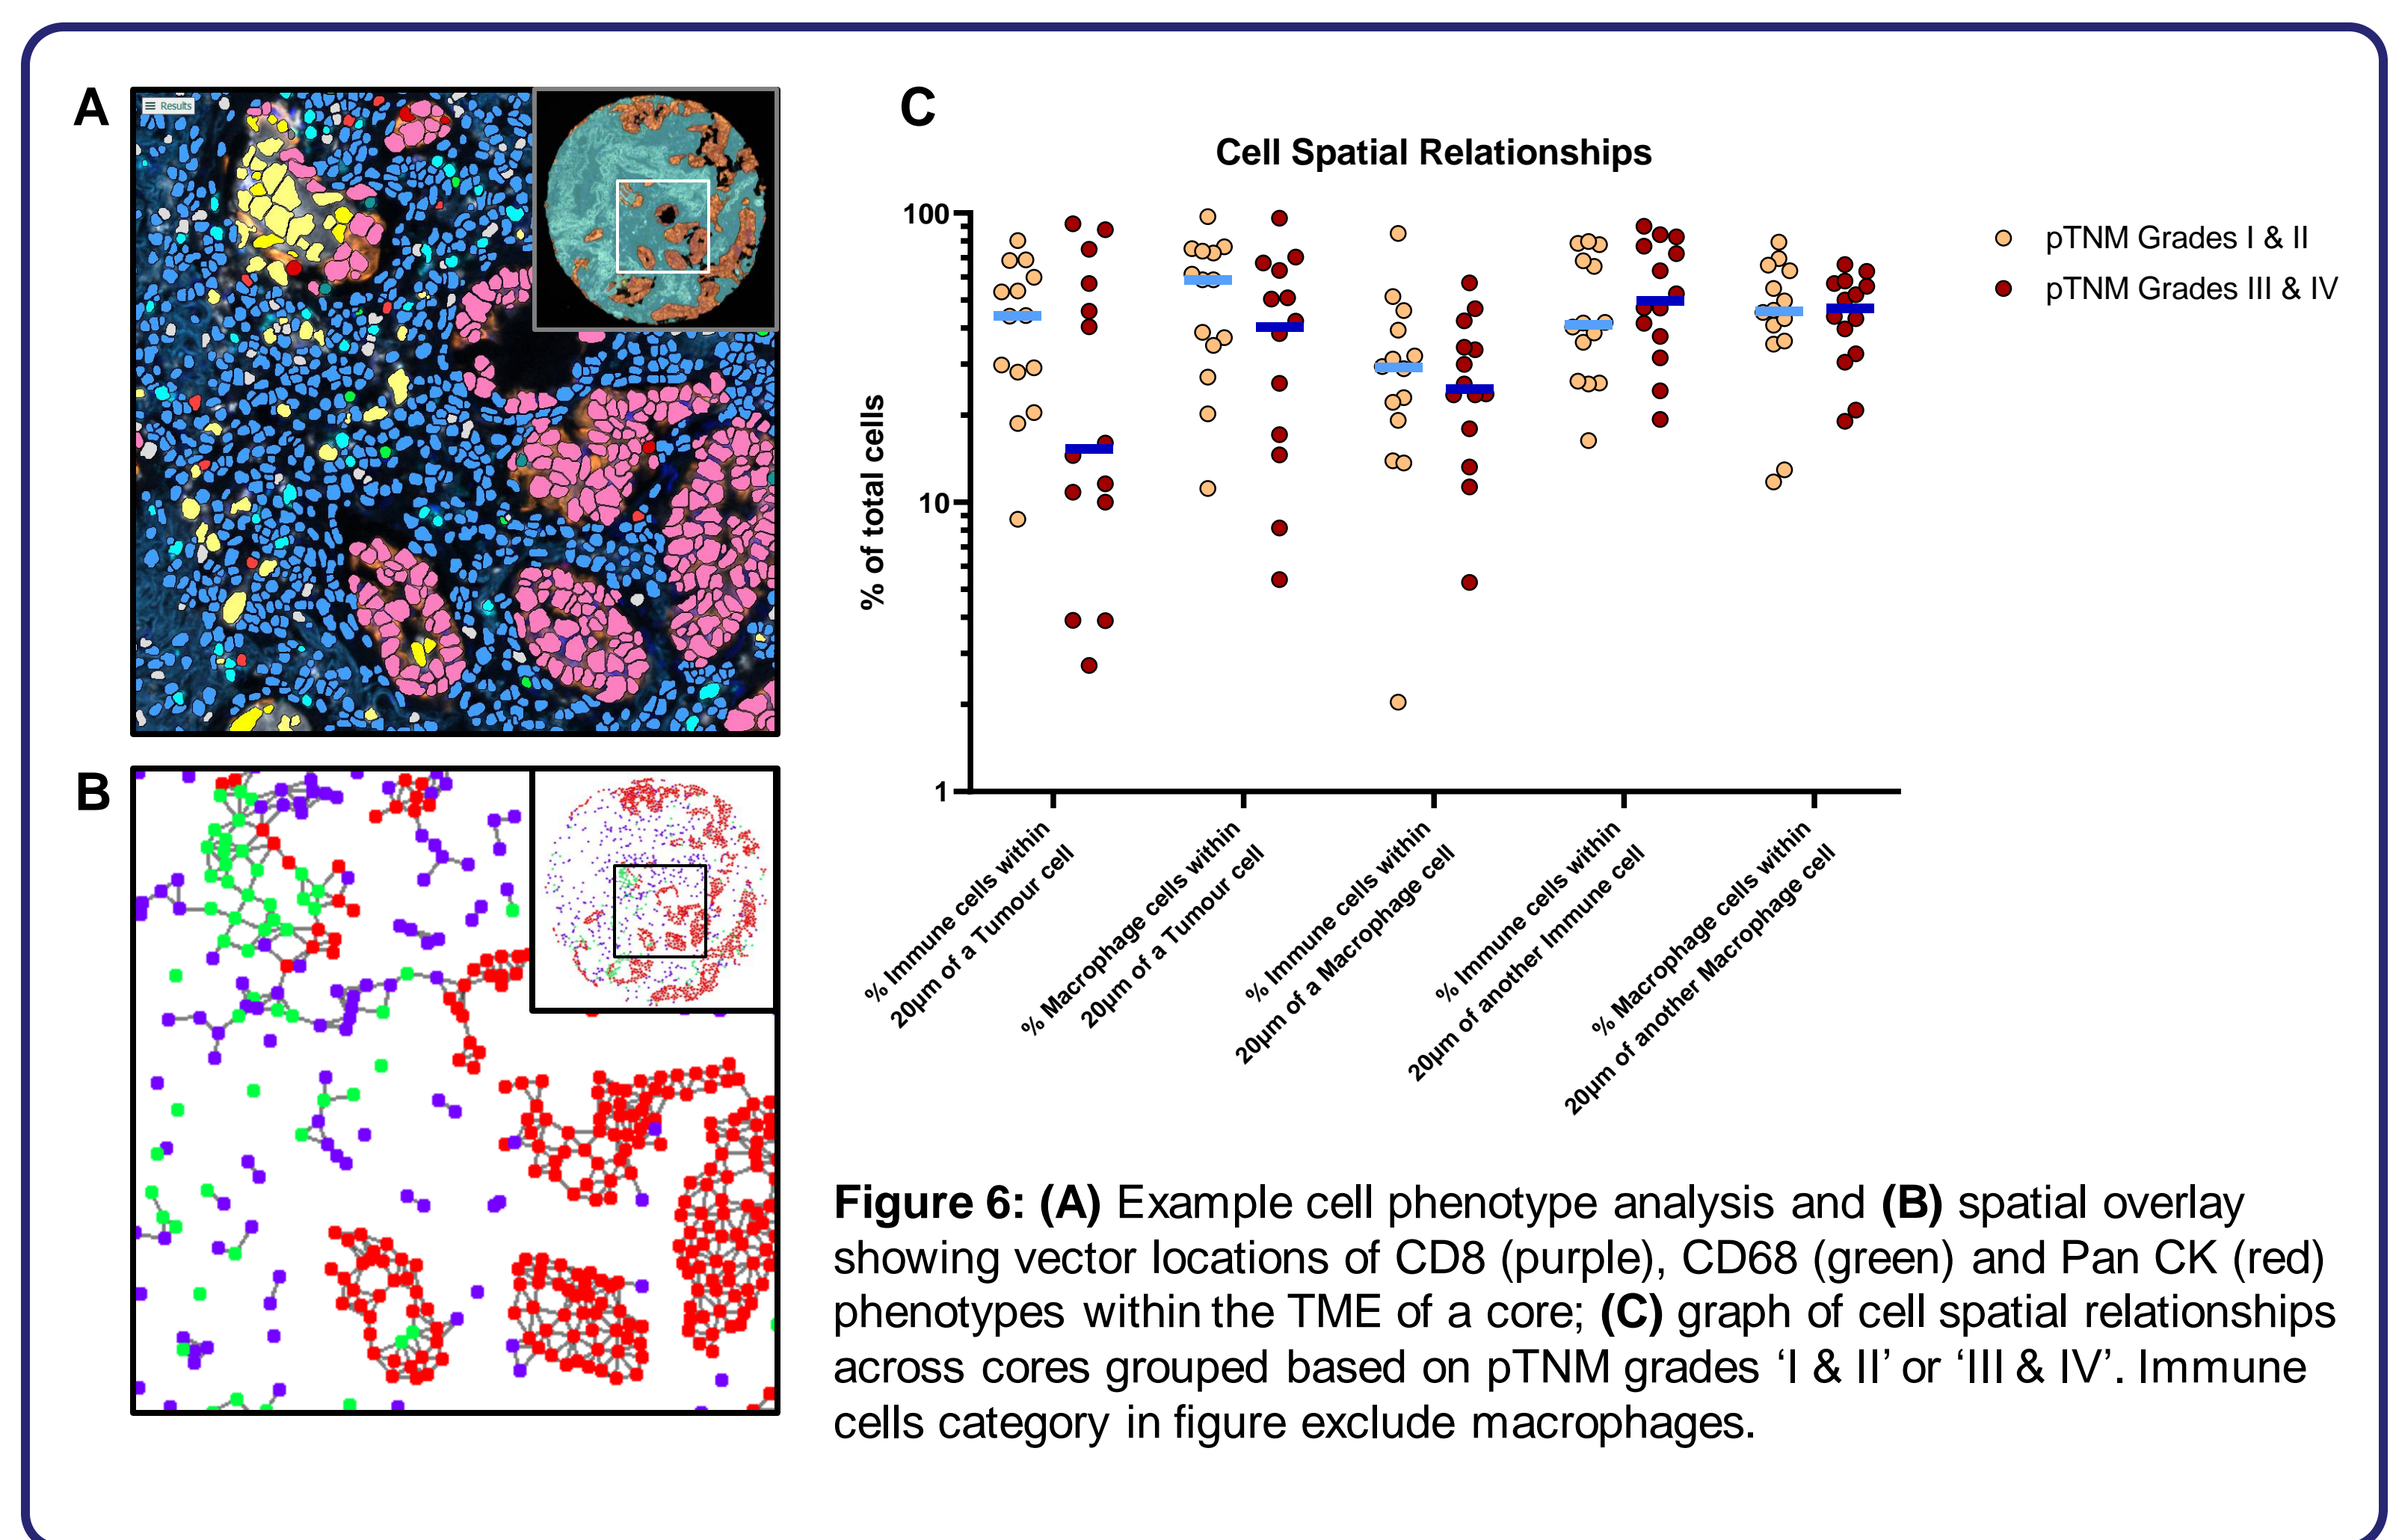 A
Results
B
C
Cell Spatial Relationships
% of total cells
100
10
1
pTNM Grades I & II
pTNM Grades III & IV
% Immune cells within
20µm of a Tumour cell
% Macrophage cells within
20µm of a Tumour cell
% Immune cells within
20µm of a Macrophage cell
% Immune cells within
20µm of another Immune cell
% Macrophage cells within
20µm of another Macrophage cell
Figure 6: (A) Example cell phenotype analysis and (B) spatial overlay
showing vector locations of CD8 (purple), CD68 (green) and Pan CK (red)
phenotypes within the TME of a core; (C) graph of cell spatial relationships
across cores grouped based on pTNM grades ‘I & II’ or ‘III & IV’. Immune
cells category in figure exclude macrophages.